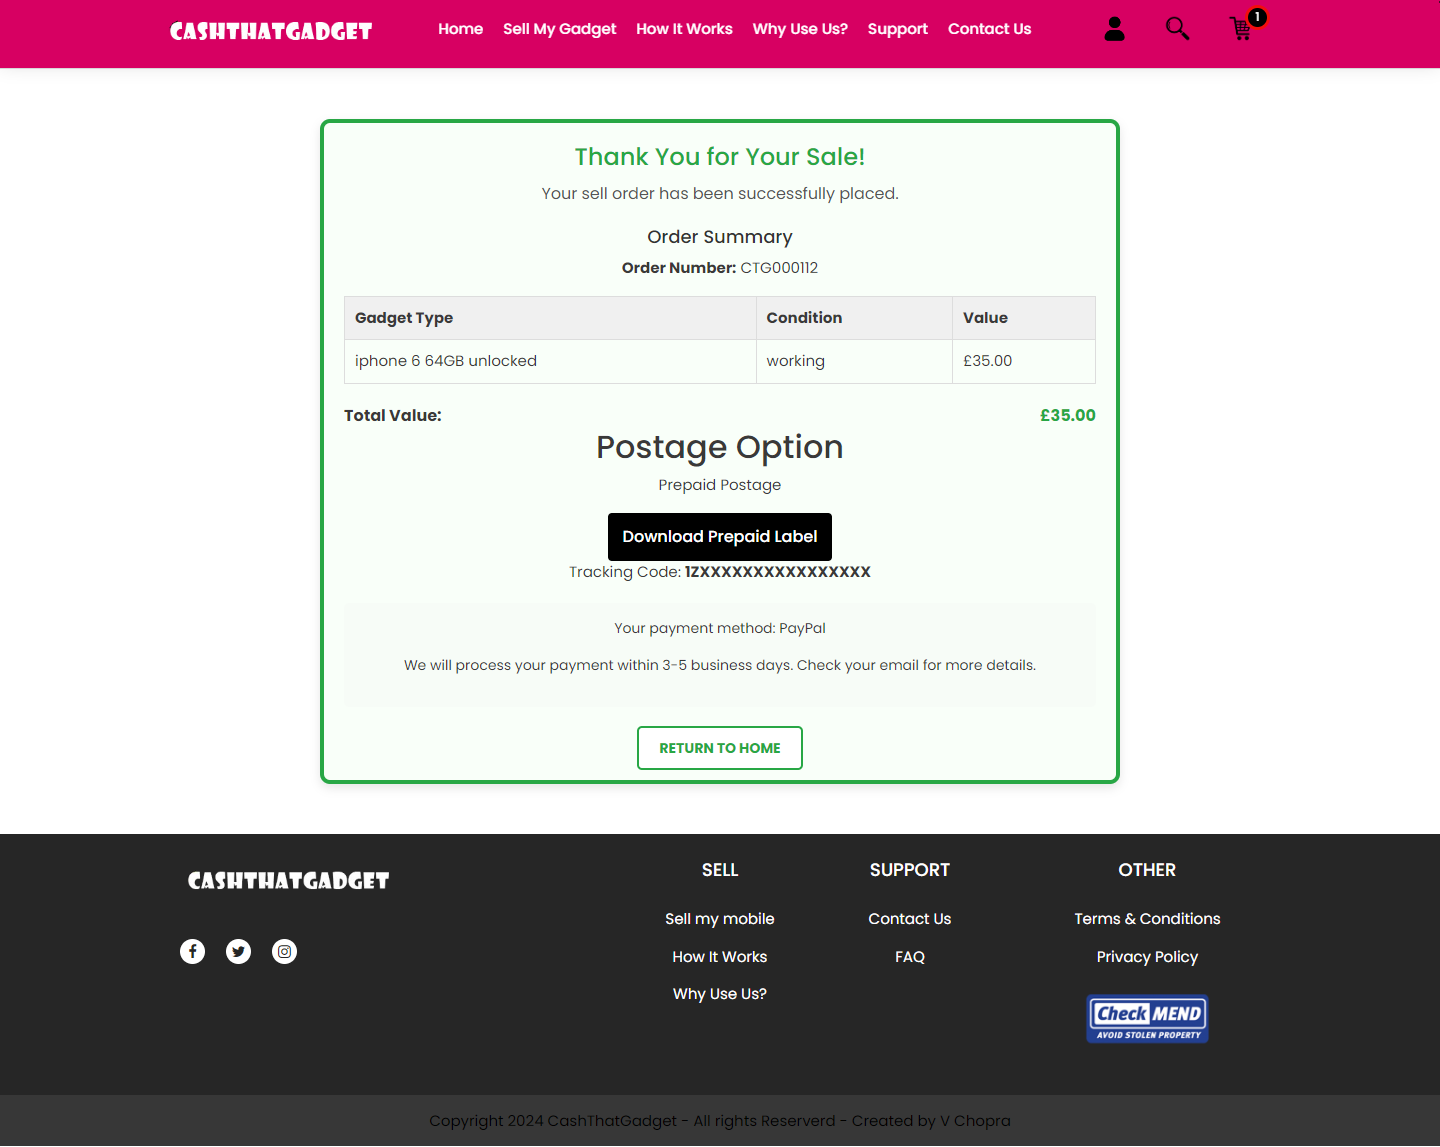 CASHTHATGADGET Home Sell My Gadget How It Works Why Use Us? Support Contact Us 1
Thank You for Your Sale!
Your sell order has been successfully placed.
Order Summary
Order Number: CTG000112
Gadget Type Condition Value
iphone 6 64GB unlocked working £35.00
Total Value: £35.00
Postage Option
Prepaid Postage
Download Prepaid Label
Tracking Code: 1ZXXXXXXXXXXXXXXXX
Your payment method: PayPal
We will process your payment within 3-5 business days. Check your email for more details.
RETURN TO HOME
CASHTHATGADGET
SELL
Sell my mobile
How It Works
Why Use Us?
SUPPORT
Contact Us
FAQ
OTHER
Terms & Conditions
Privacy Policy
Check MEND
AVOID STOLEN PROPERTY
Copyright 2024 CashThatGadget - All rights Reserverd - Created by V Chopra